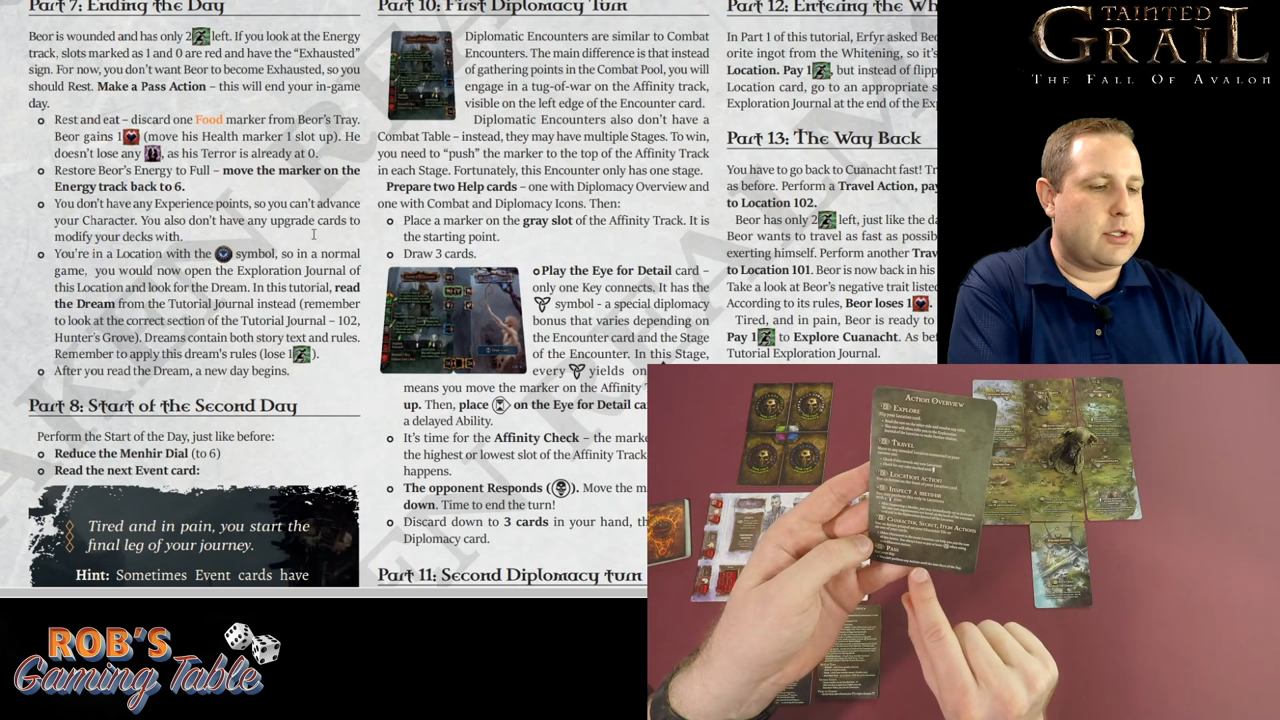 Part 7: Ending the Day
Beor is wounded and has only 2 left. If you look at the Energy
track, slots marked as 1 and 0 are red and have the "Exhausted"
sign. For now, you don't want Beor to become Exhausted, so you
should Rest. Make a Pass Action – this will end your in-game
day.
Rest and eat – discard one Food marker from Beor's Tray.
Beor gains 1 (move his Health marker 1 slot up). He
doesn't lose any , as his Terror is already at 0.
Restore Beor's Energy to Full – move the marker on the
Energy track back to 6.
You don't have any Experience points, so you can't advance
your Character. You also don't have any upgrade cards to
modify your decks with.
You're in a Location with the symbol, so in a normal
game, you would now open the Exploration Journal of
this Location and look for the Dream. In this tutorial, read
the Dream from the Tutorial Journal instead (remember
to look at the correct section of the Tutorial Journal – 102,
Hunter's Grove). Dreams contain both story text and rules.
Remember to apply this dream's rules (lose 1 ).
After you read the Dream, a new day begins.
Part 8: Start of the Second Day
Perform the Start of the Day, just like before:
Reduce the Menhir Dial (to 6)
Read the next Event card:
Tired and in pain, you start the
final leg of your journey.
Hint: Sometimes Event cards have
Part 10: First Diplomacy Turn
Diplomatic Encounters are similar to Combat
Encounters. The main difference is that instead
of gathering points in the Combat Pool, you will
engage in a tug-of-war on the Affinity track,
visible on the left edge of the Encounter card.
Diplomatic Encounters also don't have a
Combat Table – instead, they may have multiple Stages. To win,
you need to "push" the marker to the top of the Affinity Track
in each Stage. Fortunately, this Encounter only has one stage.
Prepare two Help cards – one with Diplomacy Overview and
one with Combat and Diplomacy Icons. Then:
Place a marker on the gray slot of the Affinity Track. It is
the starting point.
Draw 3 cards.
Play the Eye for Detail card –
only one Key connects. It has the
symbol - a special diplomacy
bonus that varies depending on
the Encounter card and the Stage
of the Encounter. In this Stage,
every yields on
means you move the marker on the Affinity
up. Then, place on the Eye for Detail ca
a delayed Ability.
It's time for the Affinity Check – the marke
the highest or lowest slot of the Affinity Track
happens.
The opponent Responds ( ). Move the m
down. Time to end the turn!
Discard down to 3 cards in your hand, th
Diplomacy card.
Part 11: Second Diplomacy turn
Part 12: Entering the Wh
In Part 1 of this tutorial, Erfyr asked Beo
orite ingot from the Whitening, so it's
Location. Pay 1 , but instead of flipp
Location card, go to an appropriate s
Exploration Journal at the end of the Ex
Part 13: The Way Back
You have to go back to Cuanacht fast! Tr
as before. Perform a Travel Action, pay
to Location 102.
Beor has only 2 left, just like the da
Beor wants to travel as fast as possib
exerting himself. Perform another Trav
to Location 101. Beor is now back in his
Take a look at Beor's negative trait listed
According to its rules, Beor loses 1 .
Tired, and in pain, Beor is ready to
Pay 1 to Explore Cuanacht. As be
Tutorial Exploration Journal.
TAINTED
GRAIL
THE FALL OF AVALON
ACTION OVERVIEW
EXPLORE
TRAVEL
LOCATION ACTION
INSPECT A MENHIR
CHARACTER, SECRET, ITEM ACTIONS
PASS
ROB'S
Gaming Table